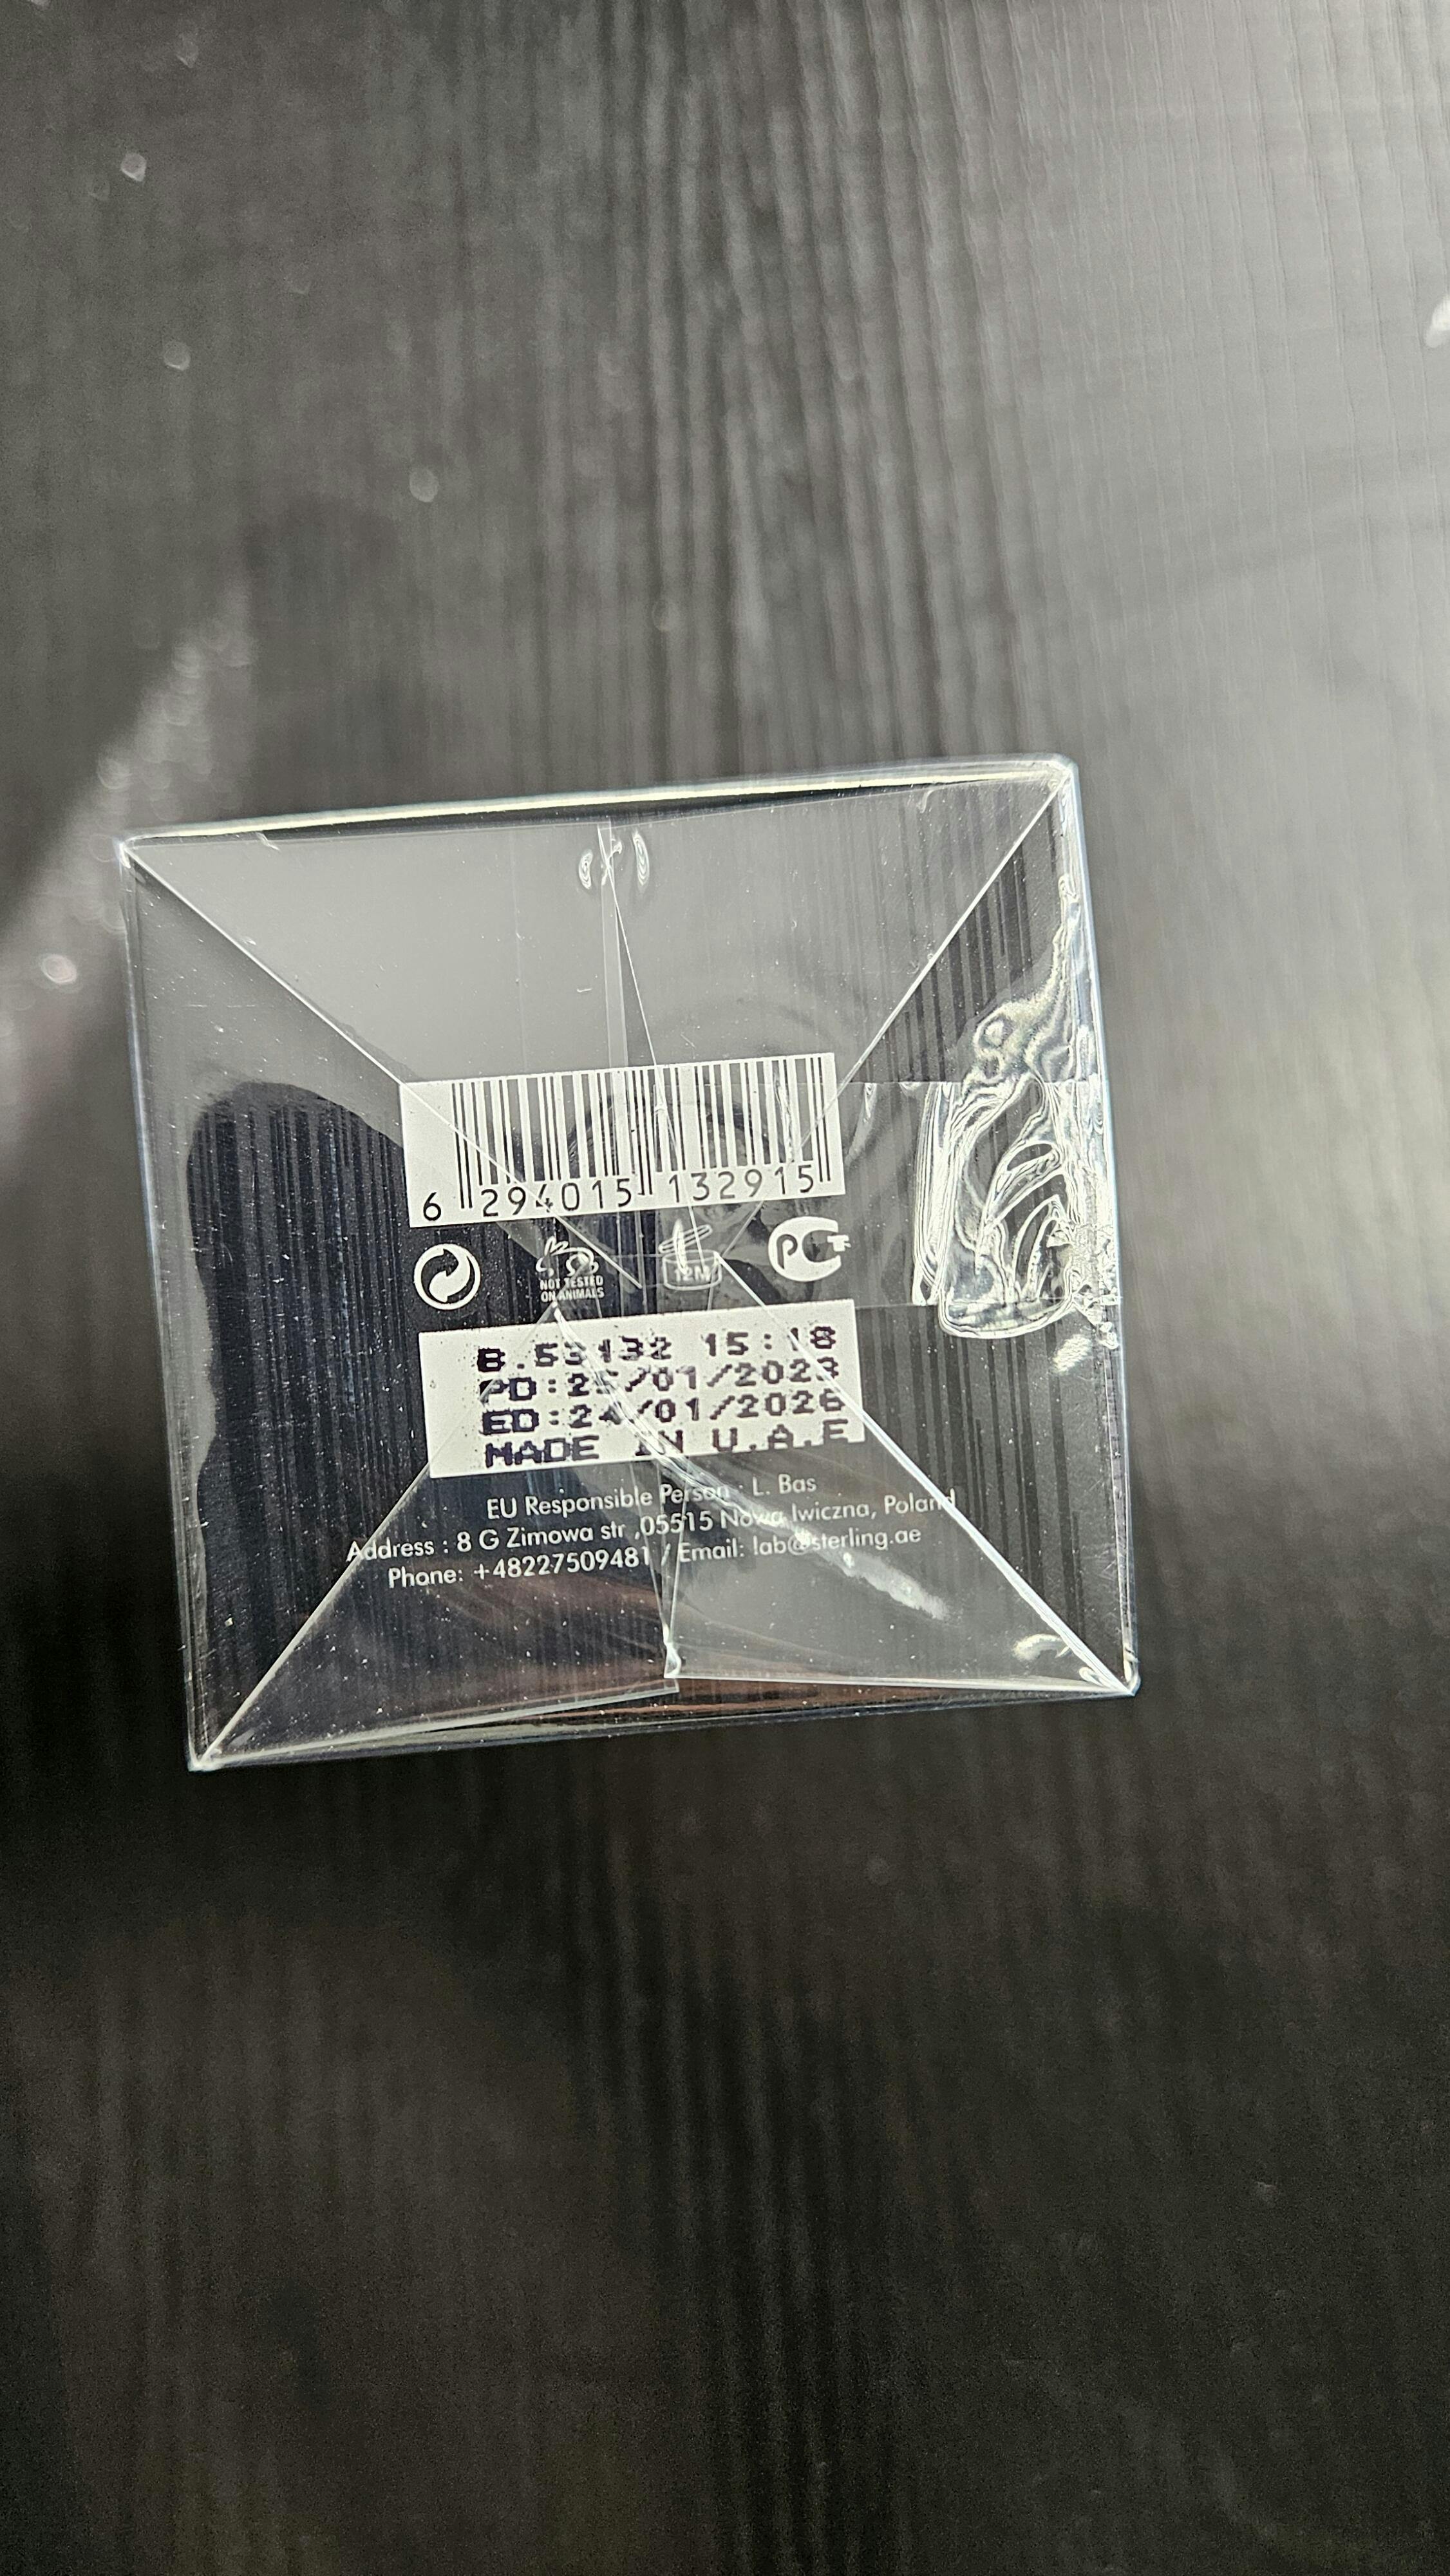 6 294015 132915
NOT TESTED
ON ANIMALS
12M
PC
B.53432 15:18
PD:25/01/2023
ED:24/01/2026
MADE IN U.A.E
EU Responsible Person : L. Bas
Address : 8 G Zimowa str ,05515 Nowa Iwiczna, Poland
Phone: +48227509481 / Email: lab@sterling.ae